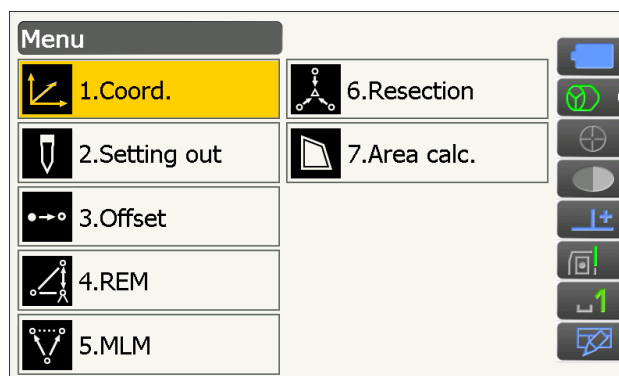 Menu
1.Coord.
2.Setting out
3.Offset
4.REM
5.MLM
6.Resection
7.Area calc.
1